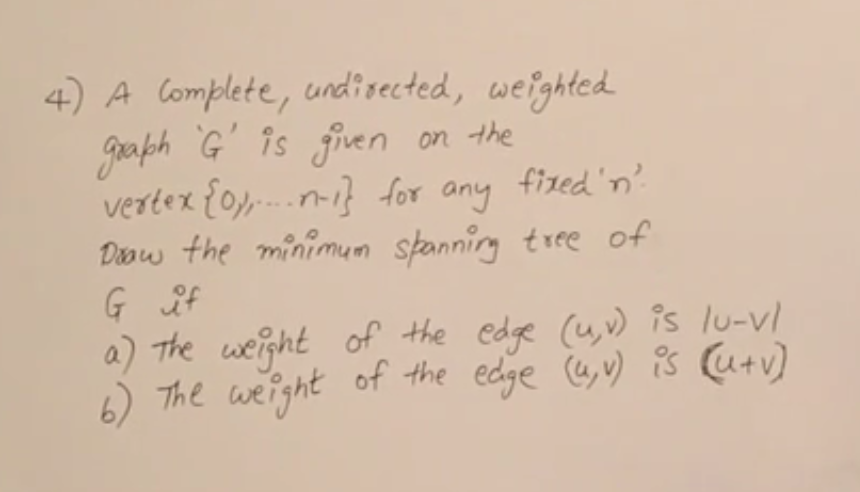 4) A Complete, undirected, weighted
graph 'G' is given on the
vertex {0,1,....n-1} for any fixed 'n'.
Draw the minimum spanning tree of
G if
a) The weight of the edge (u,v) is |u-v|
b) The weight of the edge (u,v) is (u+v)